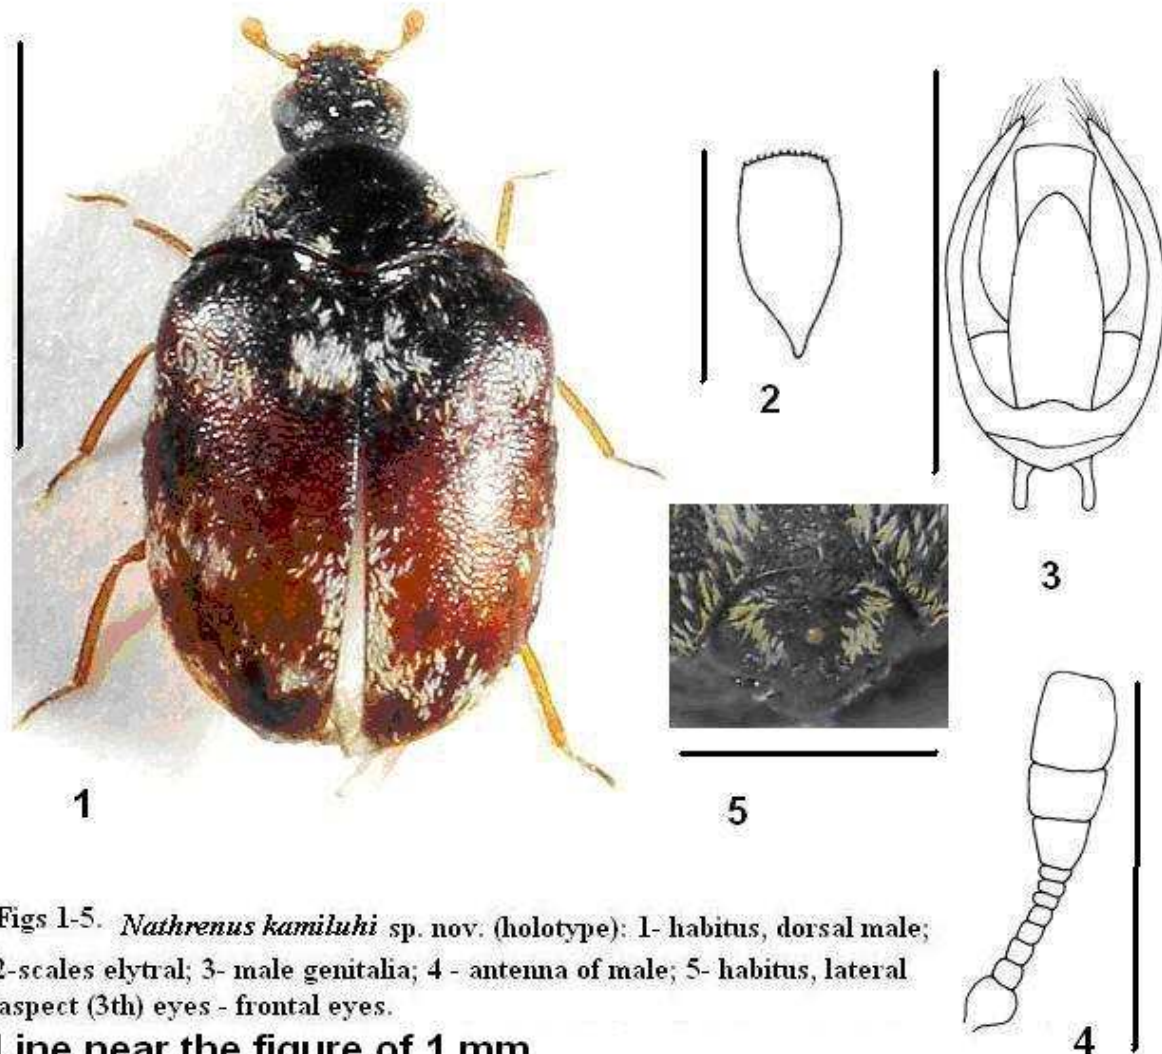 1
2
3
5
4
Figs 1-5. Nathrenus kamiluhi sp. nov. (holotype): 1- habitus, dorsal male;
2-scales elytral; 3- male genitalia; 4 - antenna of male; 5- habitus, lateral
aspect (3th) eyes - frontal eyes.
Line near the figure of 1 mm